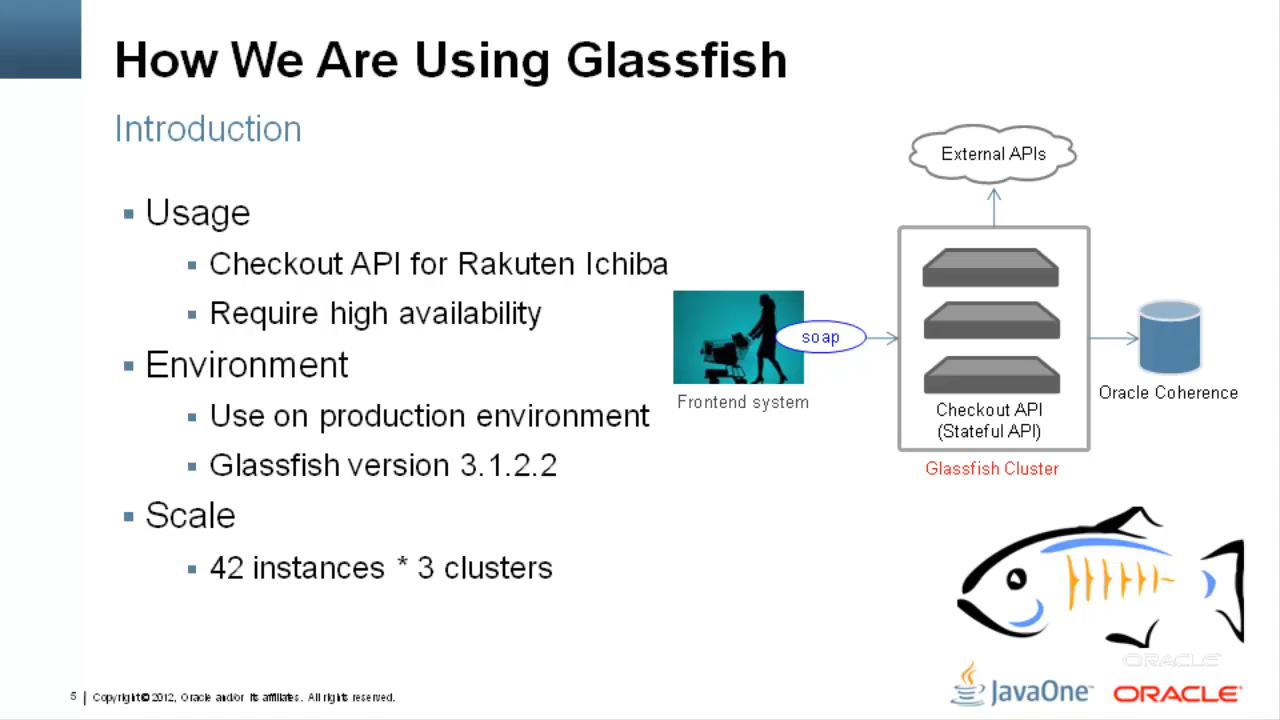 How We Are Using Glassfish
Introduction
Usage
Checkout API for Rakuten Ichiba
Require high availability
Environment
Use on production environment
Glassfish version 3.1.2.2
Scale
42 instances * 3 clusters
External APIs
soap
Frontend system
Checkout API
(Stateful API)
Glassfish Cluster
Oracle Coherence
ORACLE
JavaOne™
ORACLE®
5 | Copyright © 2012, Oracle and/or its affiliates. All rights reserved.